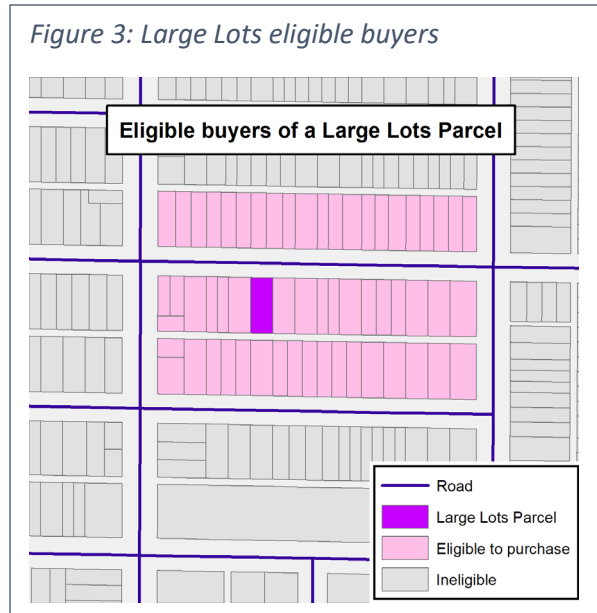 Figure 3: Large Lots eligible buyers
Eligible buyers of a Large Lots Parcel
Road
Large Lots Parcel
Eligible to purchase
Ineligible